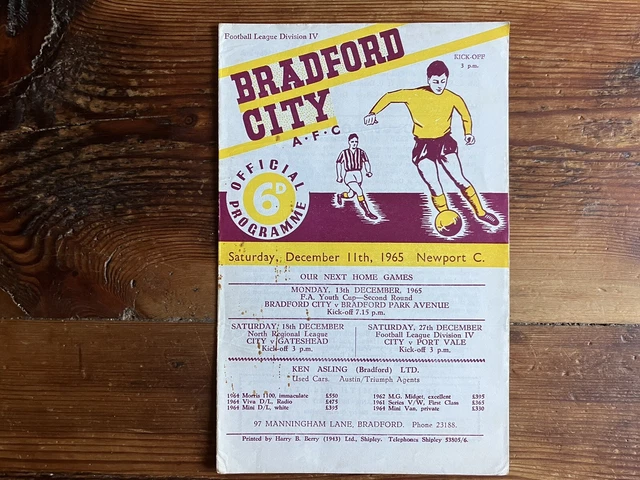 Football League Division IV
KICK-OFF
3 p.m.
BRADFORD
CITY
A·F·C
OFFICIAL
6D
PROGRAMME
Saturday, December 11th, 1965 Newport C.
OUR NEXT HOME GAMES
MONDAY, 13th DECEMBER, 1965
F.A. Youth Cup—Second Round
BRADFORD CITY v BRADFORD PARK AVENUE
Kick-off 7.15 p.m.
SATURDAY, 18th DECEMBER
North Regional League
CITY v GATESHEAD
Kick-off 3 p.m.
SATURDAY, 27th DECEMBER
Football League Division IV
CITY v PORT VALE
Kick-off 3 p.m.
KEN ASLING (Bradford) LTD.
Used Cars. Austin/Triumph Agents
1964 Morris 1100, immaculate £550
1964 Viva D/L, Radio £475
1964 Mini D/L, white £395
1962 M.G. Midget, excellent £395
1961 Series V/W, First Class £365
1964 Mini Van, private £330
97 MANNINGHAM LANE, BRADFORD. Phone 23188.
Printed by Harry B. Berry (1943) Ltd., Shipley. Telephones Shipley 53805/6.